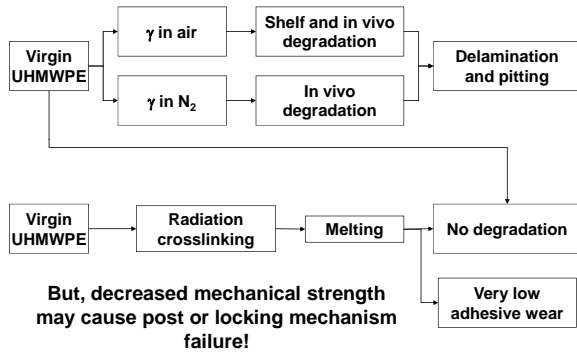 Virgin
UHMWPE
γ in air
Shelf and in vivo
degradation
γ in N₂
In vivo
degradation
Delamination
and pitting
Virgin
UHMWPE
Radiation
crosslinking
Melting
No degradation
Very low
adhesive wear
But, decreased mechanical strength
may cause post or locking mechanism
failure!